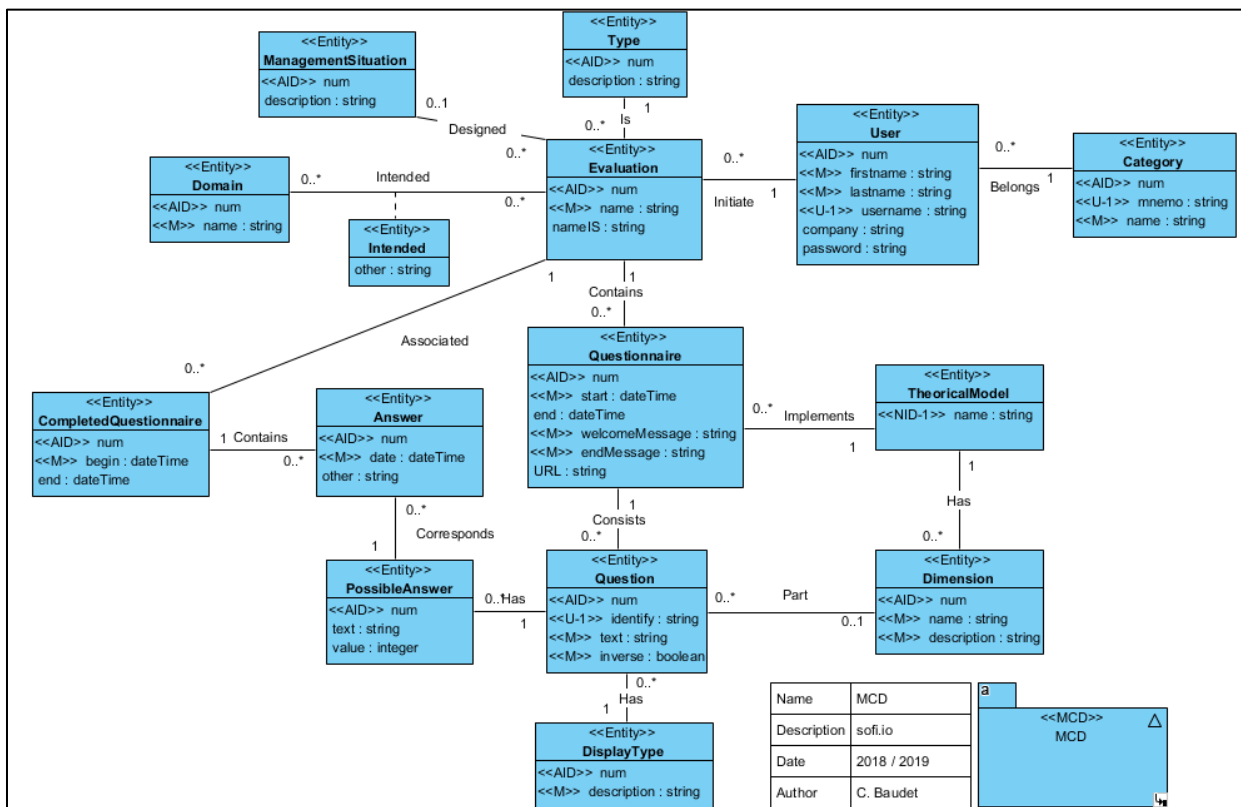 <<Entity>>
ManagementSituation
<<AID>> num
description : string
<<Entity>>
Type
<<AID>> num
description : string
0..1
Designed
0..*
1
Is
0..*
<<Entity>>
Domain
<<AID>> num
<<M>> name : string
0..*
Intended
0..*
<<Entity>>
Intended
other : string
<<Entity>>
Evaluation
<<AID>> num
<<M>> name : string
nameIS : string
0..*
Initiate
1
<<Entity>>
User
<<AID>> num
<<M>> firstname : string
<<M>> lastname : string
<<U-1>> username : string
company : string
password : string
0..*
Belongs
1
<<Entity>>
Category
<<AID>> num
<<U-1>> mnemo : string
<<M>> name : string
1
Associated
0..*
1
Contains
0..*
<<Entity>>
CompletedQuestionnaire
<<AID>> num
<<M>> begin : dateTime
end : dateTime
1 Contains
0..*
<<Entity>>
Answer
<<AID>> num
<<M>> date : dateTime
other : string
<<Entity>>
Questionnaire
<<AID>> num
<<M>> start : dateTime
end : dateTime
<<M>> welcomeMessage : string
<<M>> endMessage : string
URL : string
0..*
Implements
1
<<Entity>>
TheoricalModel
<<NID-1>> name : string
0..*
Corresponds
1
1
Consists
0..*
1
Has
0..*
<<Entity>>
PossibleAnswer
<<AID>> num
text : string
value : integer
0..*
Has
1
<<Entity>>
Question
<<AID>> num
<<U-1>> identify : string
<<M>> text : string
<<M>> inverse : boolean
0..*
Part
0..1
<<Entity>>
Dimension
<<AID>> num
<<M>> name : string
<<M>> description : string
0..*
Has
1
<<Entity>>
DisplayType
<<AID>> num
<<M>> description : string
Name MCD
Description sofi.io
Date 2018 / 2019
Author C. Baudet
a
<<MCD>>
MCD